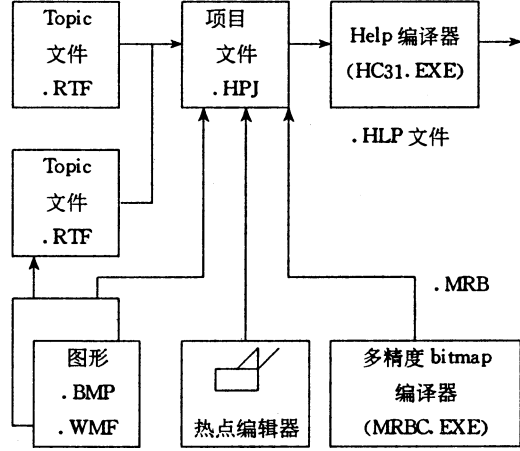 Topic
文件
.RTF
项目
文件
.HPJ
Help 编译器
(HC31.EXE)
.HLP 文件
Topic
文件
.RTF
.MRB
图形
.BMP
.WMF
热点编辑器
多精度 bitmap
编译器
(MRBC.EXE)